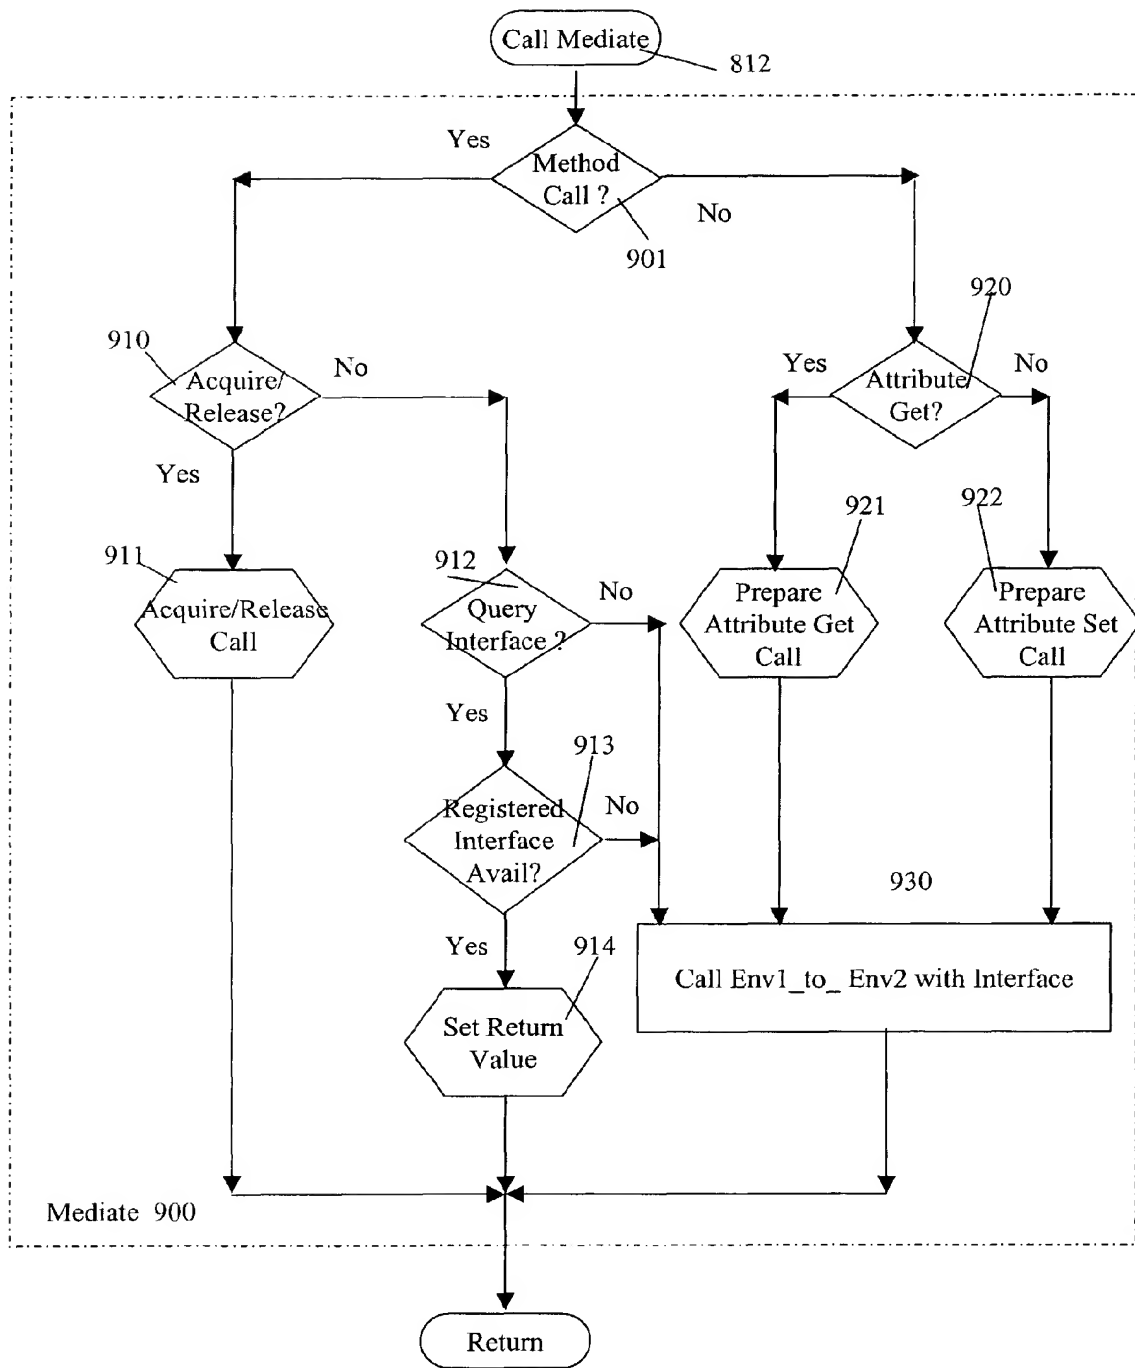 Call Mediate
812
Yes
Method
Call ?
No
901
920
910
No
Yes
Attribute
Get?
No
Acquire/
Release?
Yes
921
922
911
912
No
Acquire/Release
Call
Query
Interface ?
Prepare
Attribute Get
Call
Prepare
Attribute Set
Call
Yes
913
Registered
Interface
Avail?
No
930
Yes
914
Call Env1_to_ Env2 with Interface
Set Return
Value
Mediate 900
Return